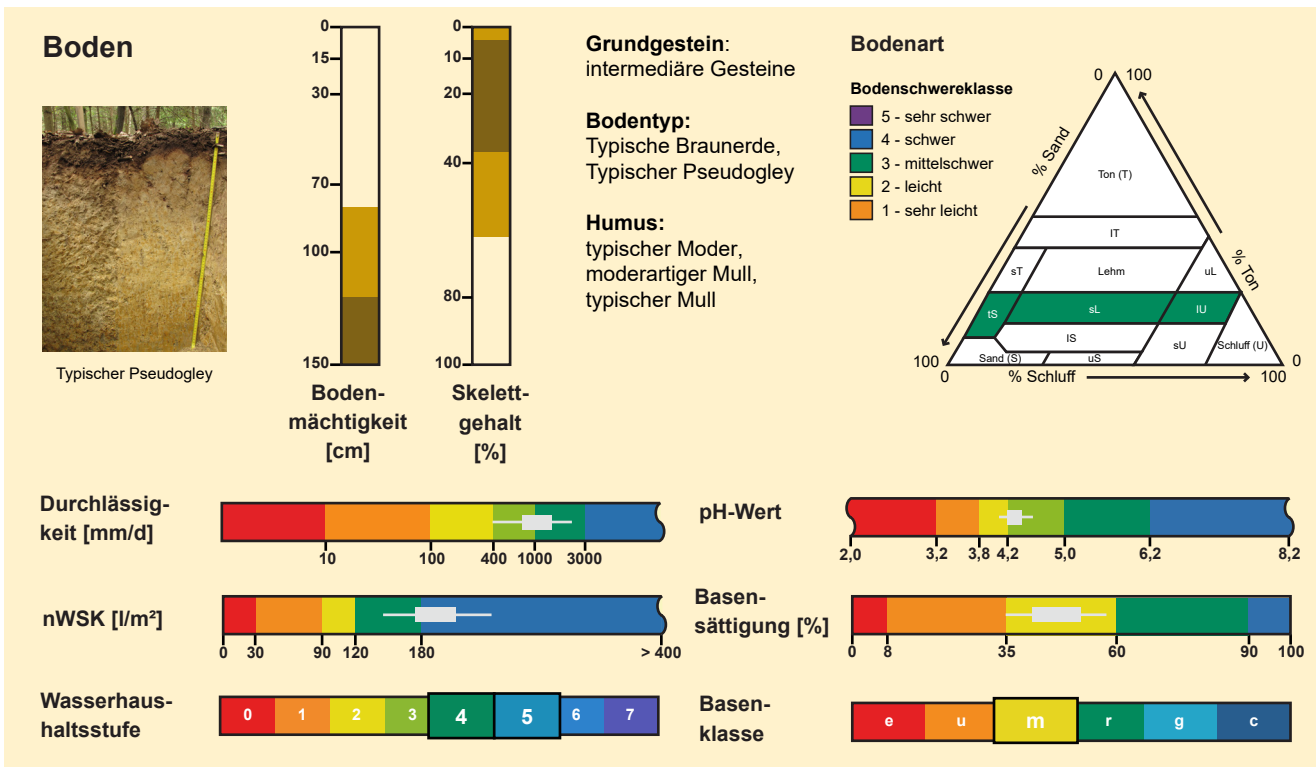 Boden
Typischer Pseudogley
0
15
30
70
100
150
Boden-
mächtigkeit
[cm]
0
10
20
40
80
100
Skelett-
gehalt
[%]
Grundgestein:
intermediäre Gesteine
Bodentyp:
Typische Braunerde,
Typischer Pseudogley
Humus:
typischer Moder,
moderartiger Mull,
typischer Mull
Bodenart
Bodenschwereklasse
5 - sehr schwer
4 - schwer
3 - mittelschwer
2 - leicht
1 - sehr leicht
0 100
% Sand
% Ton
Ton (T)
lT
sT Lehm uL
tS sL lU
lS
Sand (S) uS sU Schluff (U)
100 0
0 % Schluff 100
Durchlässig-
keit [mm/d]
10 100 400 1000 3000
pH-Wert
2,0 3,2 3,8 4,2 5,0 6,2 8,2
nWSK [l/m²]
0 30 90 120 180 > 400
Basen-
sättigung [%]
0 8 35 60 90 100
Wasserhaus-
haltsstufe
0 1 2 3 4 5 6 7
Basen-
klasse
e u m r g c